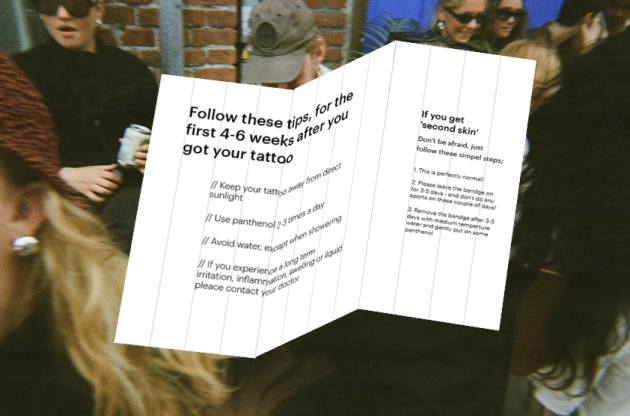 Follow these tips, for the
first 4-6 weeks after you
got your tattoo
// Keep your tattoo away from direct
sunlight
// Use panthenol 2-3 times a day
// Avoid water, except when showering
// If you experience a long term
irritation, inflammation, swelling or liquid
pleace contact your doctor
If you get
'second skin'
Don't be afraid, just
follow these simpel steps:
1. This is perfectly normal!
2. Please leave the bandge on
for 3-5 days i and don't do any
sports on these couple of days!
3. Remove the bandge after 3-5
days with medium temperture
water and gently put on some
panthenol